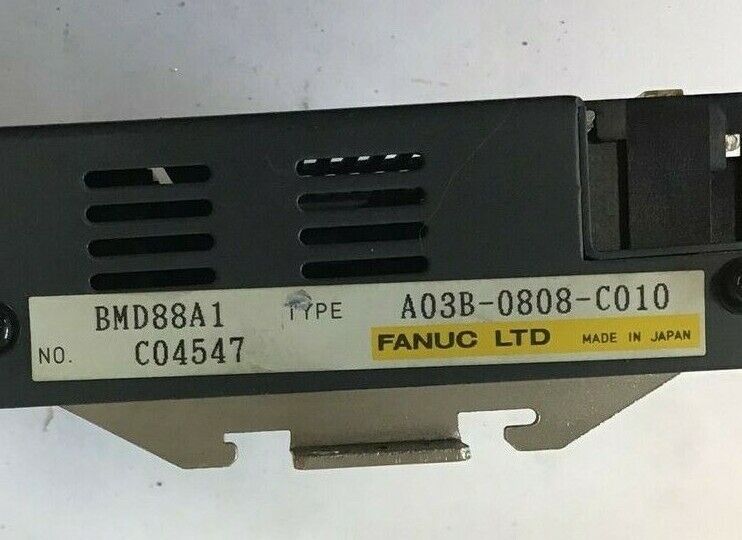 BMD88A1 TYPE A03B-0808-C010
NO. C04547 FANUC LTD MADE IN JAPAN